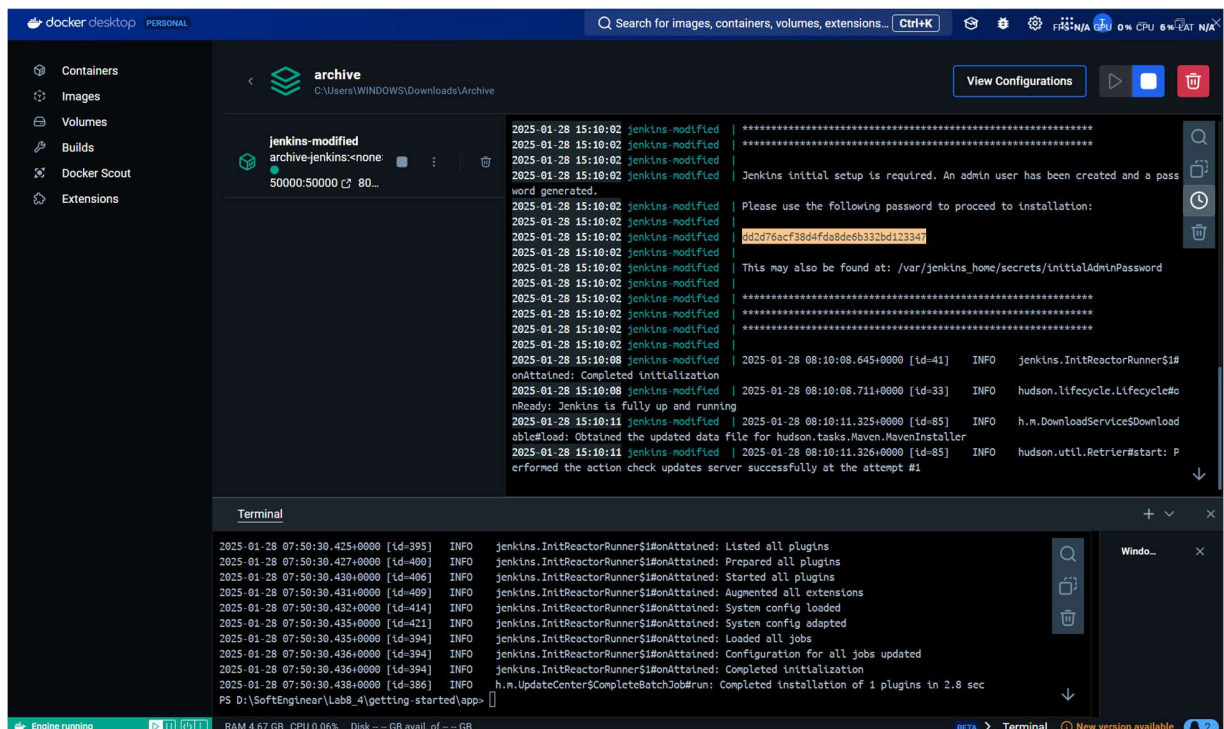 docker desktop PERSONAL
Search for images, containers, volumes, extensions... Ctrl+K
N/A GPU 0% CPU 6% LAT N/A
Containers
Images
Volumes
Builds
Docker Scout
Extensions
archive
C:\Users\WINDOWS\Downloads\Archive
View Configurations
jenkins-modified
archive-jenkins:<none:
50000:50000 80...
2025-01-28 15:10:02 jenkins-modified | *************************************************************
2025-01-28 15:10:02 jenkins-modified | *************************************************************
2025-01-28 15:10:02 jenkins-modified |
2025-01-28 15:10:02 jenkins-modified | Jenkins initial setup is required. An admin user has been created and a pass
word generated.
2025-01-28 15:10:02 jenkins-modified | Please use the following password to proceed to installation:
2025-01-28 15:10:02 jenkins-modified |
2025-01-28 15:10:02 jenkins-modified | dd2d76acf38d4fda8de6b332bd123347
2025-01-28 15:10:02 jenkins-modified |
2025-01-28 15:10:02 jenkins-modified | This may also be found at: /var/jenkins_home/secrets/initialAdminPassword
2025-01-28 15:10:02 jenkins-modified |
2025-01-28 15:10:02 jenkins-modified | *************************************************************
2025-01-28 15:10:02 jenkins-modified | *************************************************************
2025-01-28 15:10:02 jenkins-modified | *************************************************************
2025-01-28 15:10:02 jenkins-modified |
2025-01-28 15:10:08 jenkins-modified | 2025-01-28 08:10:08.645+0000 [id=41] INFO jenkins.InitReactorRunner$1#
onAttained: Completed initialization
2025-01-28 15:10:08 jenkins-modified | 2025-01-28 08:10:08.711+0000 [id=33] INFO hudson.lifecycle.Lifecycle#o
nReady: Jenkins is fully up and running
2025-01-28 15:10:11 jenkins-modified | 2025-01-28 08:10:11.325+0000 [id=85] INFO h.m.DownloadService$Download
able#load: Obtained the updated data file for hudson.tasks.Maven.MavenInstaller
2025-01-28 15:10:11 jenkins-modified | 2025-01-28 08:10:11.326+0000 [id=85] INFO hudson.util.Retrier#start: P
erformed the action check updates server successfully at the attempt #1
Terminal
Windo...
2025-01-28 07:50:30.425+0000 [id=395] INFO jenkins.InitReactorRunner$1#onAttained: Listed all plugins
2025-01-28 07:50:30.427+0000 [id=400] INFO jenkins.InitReactorRunner$1#onAttained: Prepared all plugins
2025-01-28 07:50:30.430+0000 [id=406] INFO jenkins.InitReactorRunner$1#onAttained: Started all plugins
2025-01-28 07:50:30.431+0000 [id=409] INFO jenkins.InitReactorRunner$1#onAttained: Augmented all extensions
2025-01-28 07:50:30.432+0000 [id=414] INFO jenkins.InitReactorRunner$1#onAttained: System config loaded
2025-01-28 07:50:30.435+0000 [id=421] INFO jenkins.InitReactorRunner$1#onAttained: System config adapted
2025-01-28 07:50:30.435+0000 [id=394] INFO jenkins.InitReactorRunner$1#onAttained: Loaded all jobs
2025-01-28 07:50:30.436+0000 [id=394] INFO jenkins.InitReactorRunner$1#onAttained: Configuration for all jobs updated
2025-01-28 07:50:30.436+0000 [id=394] INFO jenkins.InitReactorRunner$1#onAttained: Completed initialization
2025-01-28 07:50:30.438+0000 [id=386] INFO h.m.UpdateCenter$CompleteBatchJob#run: Completed installation of 1 plugins in 2.8 sec
PS D:\SoftEnginear\Lab8_4\getting-started\app>
Engine running RAM 4.67 GB CPU 0.06% Disk -.-- GB avail. of -.-- GB BETA Terminal New version available 2